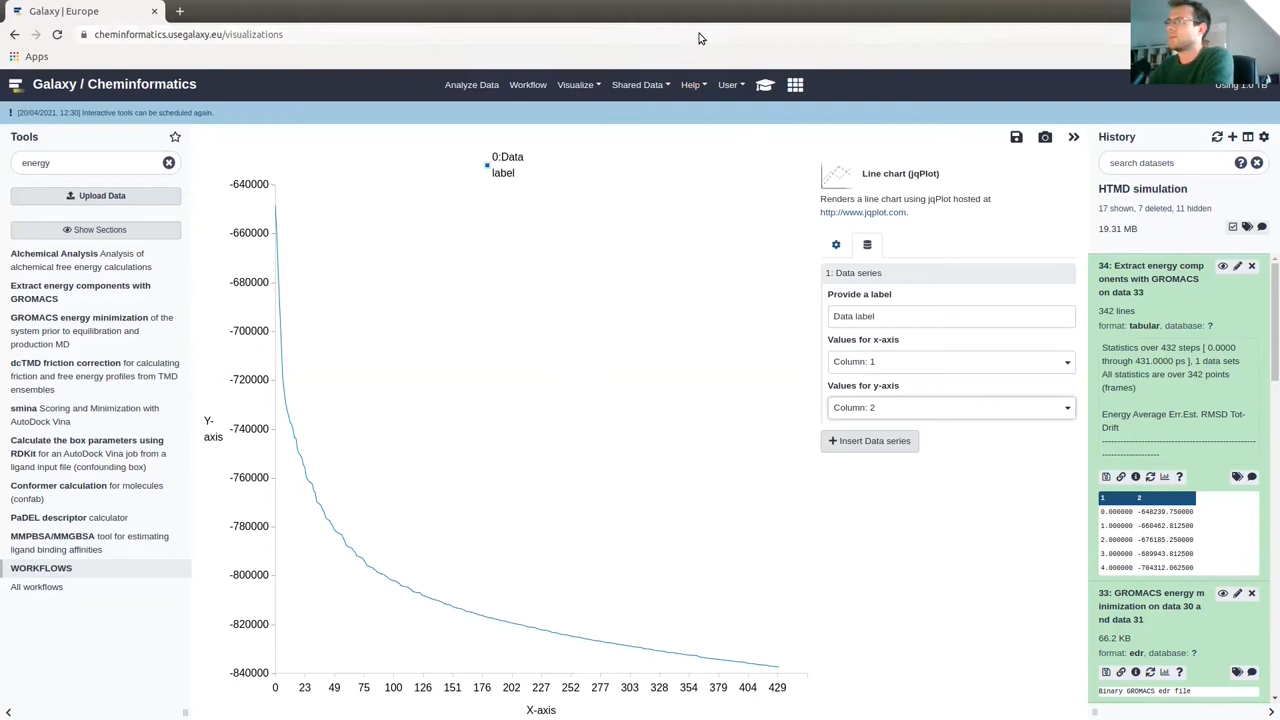 Galaxy | Europe
cheminformatics.usegalaxy.eu/visualizations
Apps
Galaxy / Cheminformatics
Analyze Data
Workflow
Visualize
Shared Data
Help
User
[20/04/2021, 12:30] Interactive tools can be scheduled again.
Tools
energy
Upload Data
Show Sections
Alchemical Analysis Analysis of
alchemical free energy calculations
Extract energy components with
GROMACS
GROMACS energy minimization of the
system prior to equilibration and
production MD
dcTMD friction correction for calculating
friction and free energy profiles from TMD
ensembles
smina Scoring and Minimization with
AutoDock Vina
Calculate the box parameters using
RDKit for an AutoDock Vina job from a
ligand input file (confounding box)
Conformer calculation for molecules
(confab)
PaDEL descriptor calculator
MMPBSA/MMGBSA tool for estimating
ligand binding affinities
WORKFLOWS
All workflows
0:Data
label
-640000
-660000
-680000
-700000
-720000
-740000
-760000
-780000
-800000
-820000
-840000
Y-
axis
0 23 49 75 100 126 151 176 202 227 252 277 303 328 354 379 404 429
X-axis
Line chart (jqPlot)
Renders a line chart using jqPlot hosted at
http://www.jqplot.com.
1: Data series
Provide a label
Data label
Values for x-axis
Column: 1
Values for y-axis
Column: 2
Insert Data series
History
search datasets
HTMD simulation
17 shown, 7 deleted, 11 hidden
19.31 MB
34: Extract energy comp
onents with GROMACS
on data 33
342 lines
format: tabular, database: ?
Statistics over 432 steps [ 0.0000
through 431.0000 ps ], 1 data sets
All statistics are over 342 points
(frames)
Energy Average Err.Est. RMSD Tot-
Drift
-------------------------------------------------------
--------------------
1 2
0.000000 -648239.750000
1.000000 -660462.812500
2.000000 -676185.250000
3.000000 -689943.812500
4.000000 -704312.062500
33: GROMACS energy m
inimization on data 30 a
nd data 31
66.2 KB
format: edr, database: ?
Binary GROMACS edr file